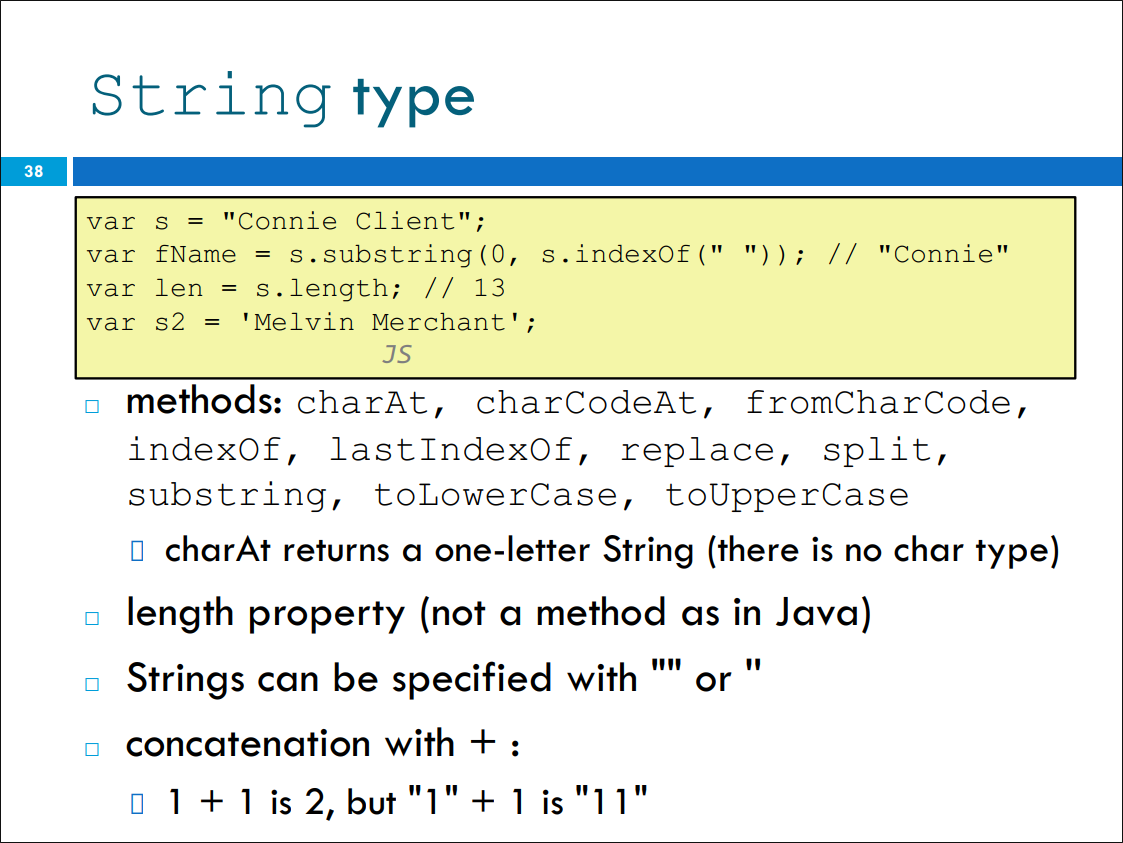 String type
38
var s = "Connie Client";
var fName = s.substring(0, s.indexOf(" ")); // "Connie"
var len = s.length; // 13
var s2 = 'Melvin Merchant';
JS
methods: charAt, charCodeAt, fromCharCode,
indexOf, lastIndexOf, replace, split,
substring, toLowerCase, toUpperCase
charAt returns a one-letter String (there is no char type)
length property (not a method as in Java)
Strings can be specified with "" or ''
concatenation with + :
1 + 1 is 2, but "1" + 1 is "11"